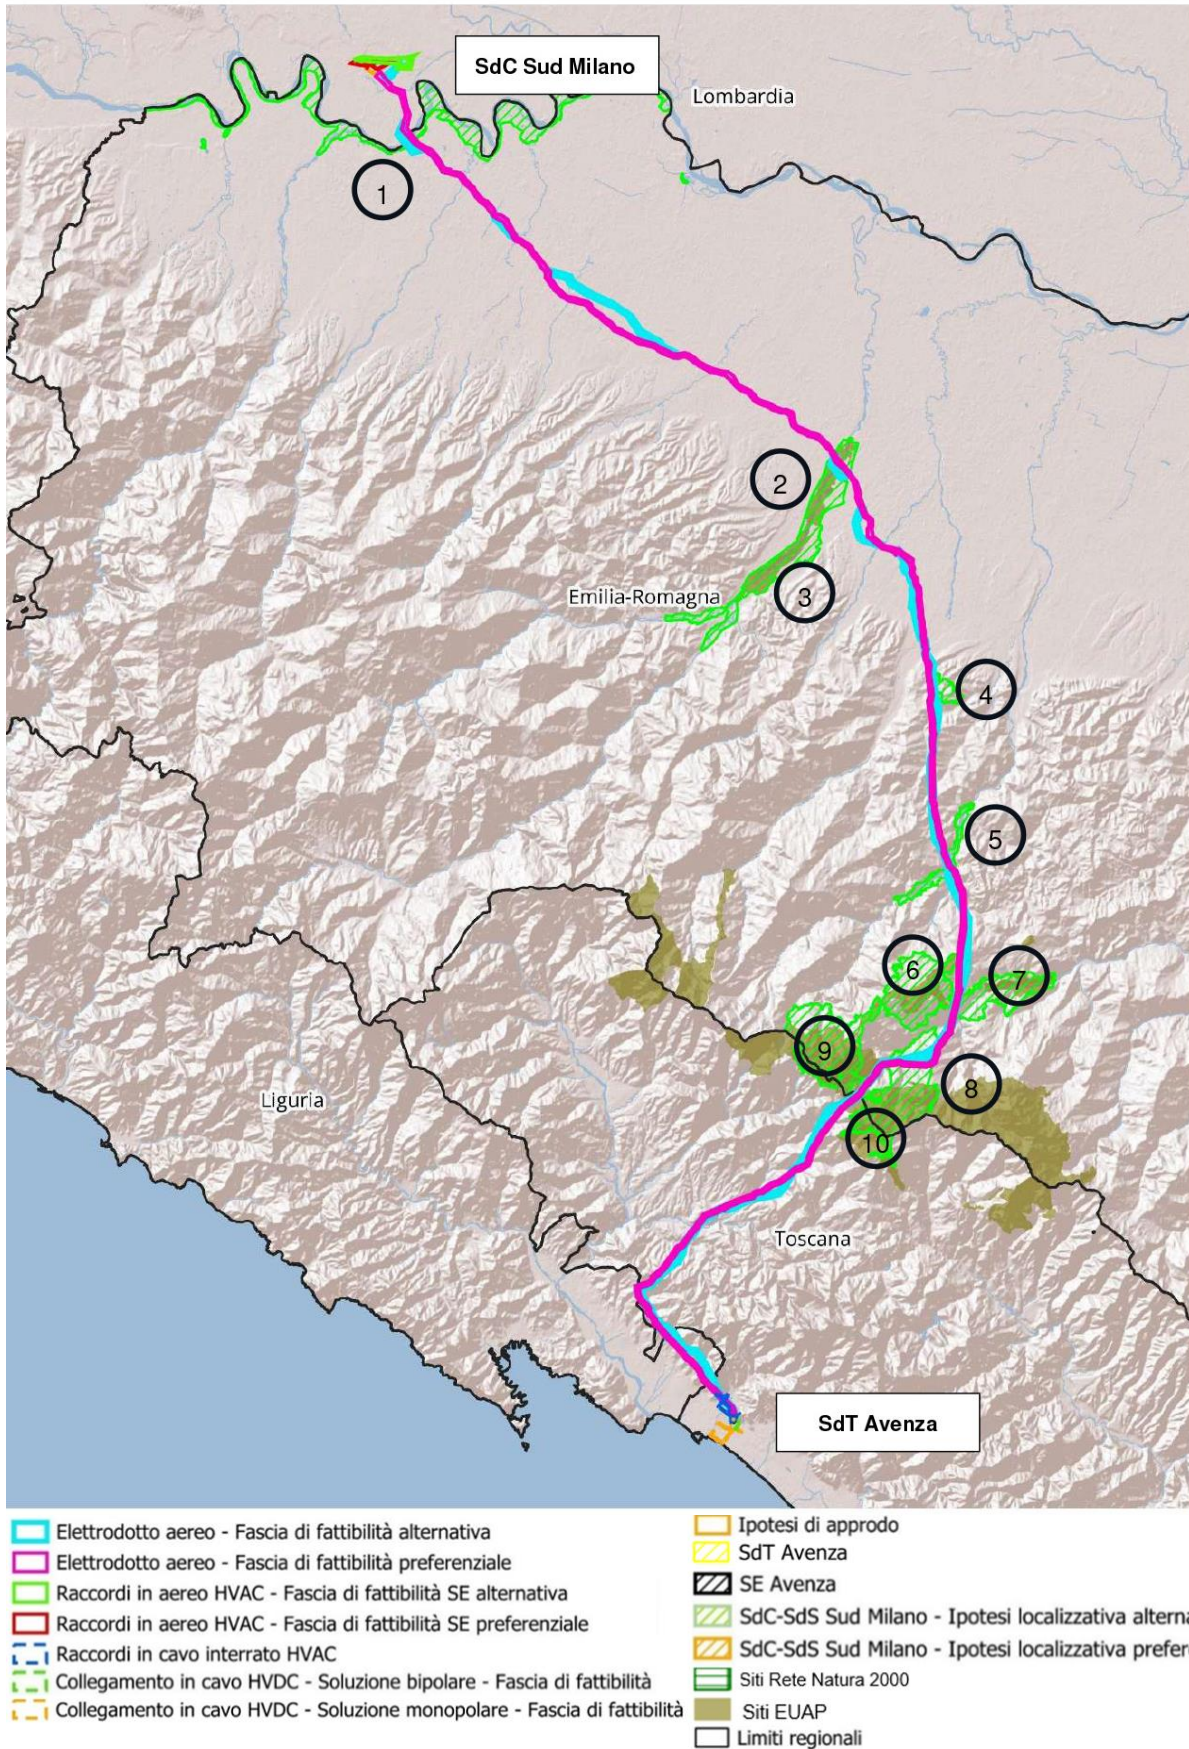 SdC Sud Milano
Lombardia
1
2
3
Emilia-Romagna
4
5
6
7
9
8
Liguria
10
Toscana
SdT Avenza
Elettrodotto aereo - Fascia di fattibilità alternativa
Elettrodotto aereo - Fascia di fattibilità preferenziale
Raccordi in aereo HVAC - Fascia di fattibilità SE alternativa
Raccordi in aereo HVAC - Fascia di fattibilità SE preferenziale
Raccordi in cavo interrato HVAC
Collegamento in cavo HVDC - Soluzione bipolare - Fascia di fattibilità
Collegamento in cavo HVDC - Soluzione monopolare - Fascia di fattibilità
Ipotesi di approdo
SdT Avenza
SE Avenza
SdC-SdS Sud Milano - Ipotesi localizzativa alterna
SdC-SdS Sud Milano - Ipotesi localizzativa prefer
Siti Rete Natura 2000
Siti EUAP
Limiti regionali